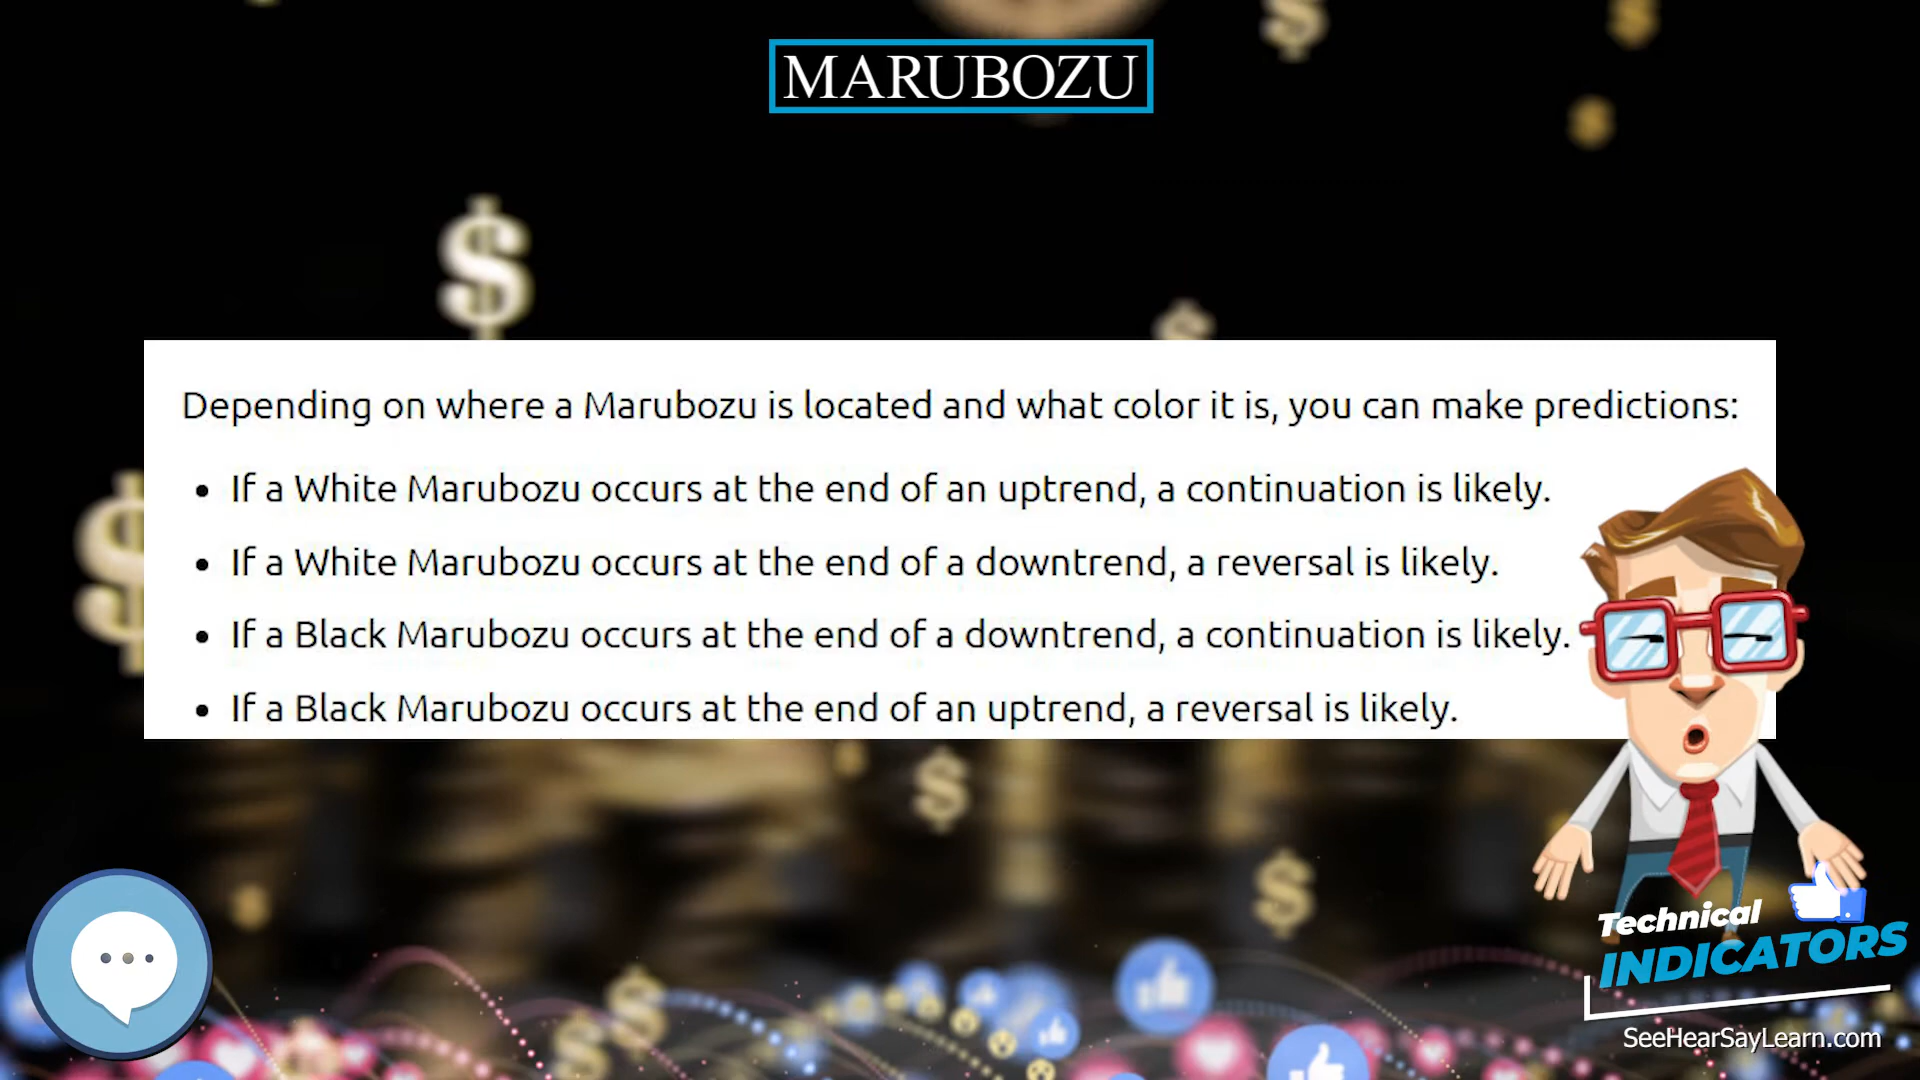 MARUBOZU
Depending on where a Marubozu is located and what color it is, you can make predictions:
• If a White Marubozu occurs at the end of an uptrend, a continuation is likely.
• If a White Marubozu occurs at the end of a downtrend, a reversal is likely.
• If a Black Marubozu occurs at the end of a downtrend, a continuation is likely.
• If a Black Marubozu occurs at the end of an uptrend, a reversal is likely.
Technical
INDICATORS
SeeHearSayLearn.com